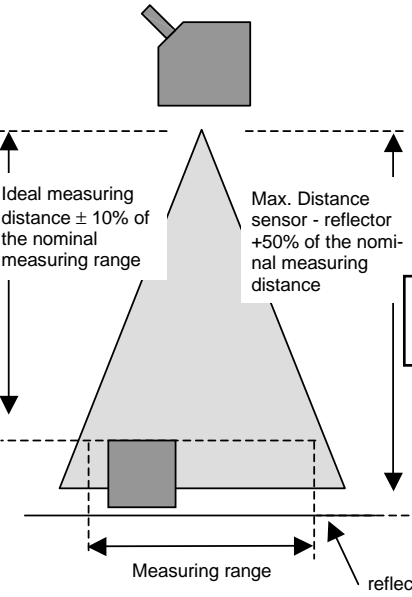 Ideal measuring
distance ± 10% of
the nominal
measuring range
Max. Distance
sensor - reflector
+50% of the nomi-
nal measuring
distance
Measuring range
reflec